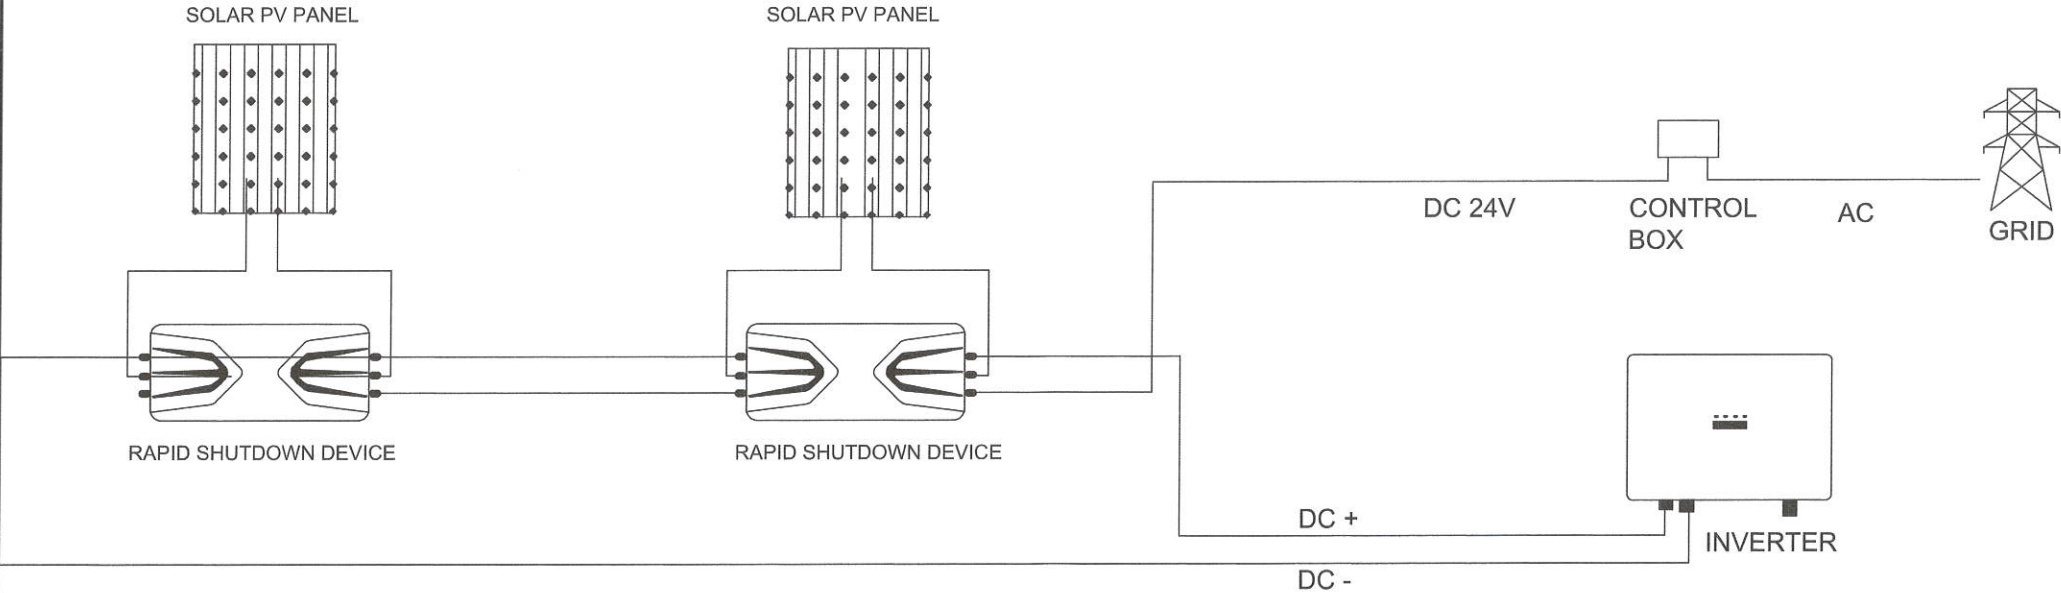 SOLAR PV PANEL
SOLAR PV PANEL
DC 24V
CONTROL
BOX
AC
GRID
RAPID SHUTDOWN DEVICE
RAPID SHUTDOWN DEVICE
DC +
INVERTER
DC -